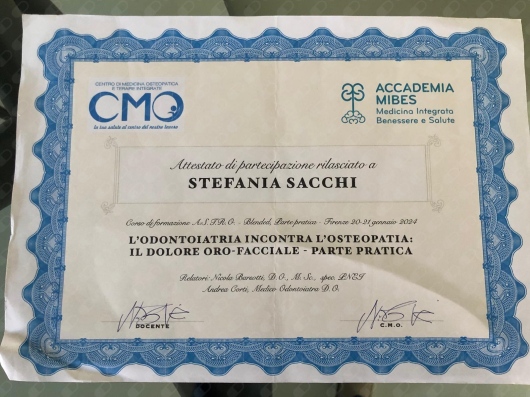 CENTRO DI MEDICINA OSTEOPATICA
E TERAPIE INTEGRATE
CMO
la tua salute al centro del nostro lavoro
ACCADEMIA
MIBES
Medicina Integrata
Benessere e Salute
Attestato di partecipazione rilasciato a
STEFANIA SACCHI
Corso di formazione A.S.T.R.O. - Blended, Parte pratica - Firenze 20-21 gennaio 2024
L'ODONTOIATRIA INCONTRA L'OSTEOPATIA:
IL DOLORE ORO-FACCIALE - PARTE PRATICA
Relatori: Nicola Barsotti, D.O., M. Sc., spec. PNEI
Andrea Corti, Medico Odontoiatra D.O.
DOCENTE
C.M.O.